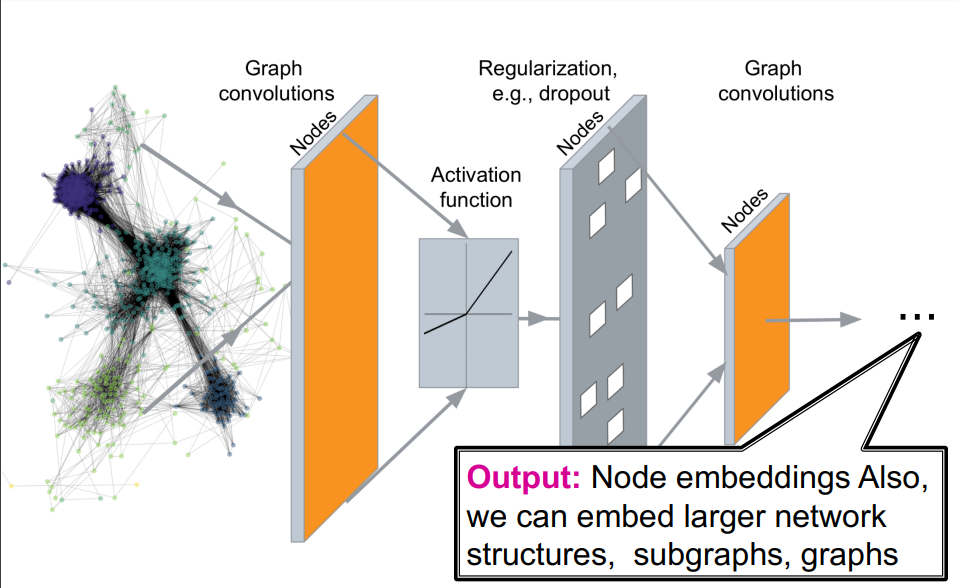 Graph
convolutions
Regularization,
e.g., dropout
Graph
convolutions
Nodes
Nodes
Activation
function
Nodes
...
Output: Node embeddings Also,
we can embed larger network
structures, subgraphs, graphs